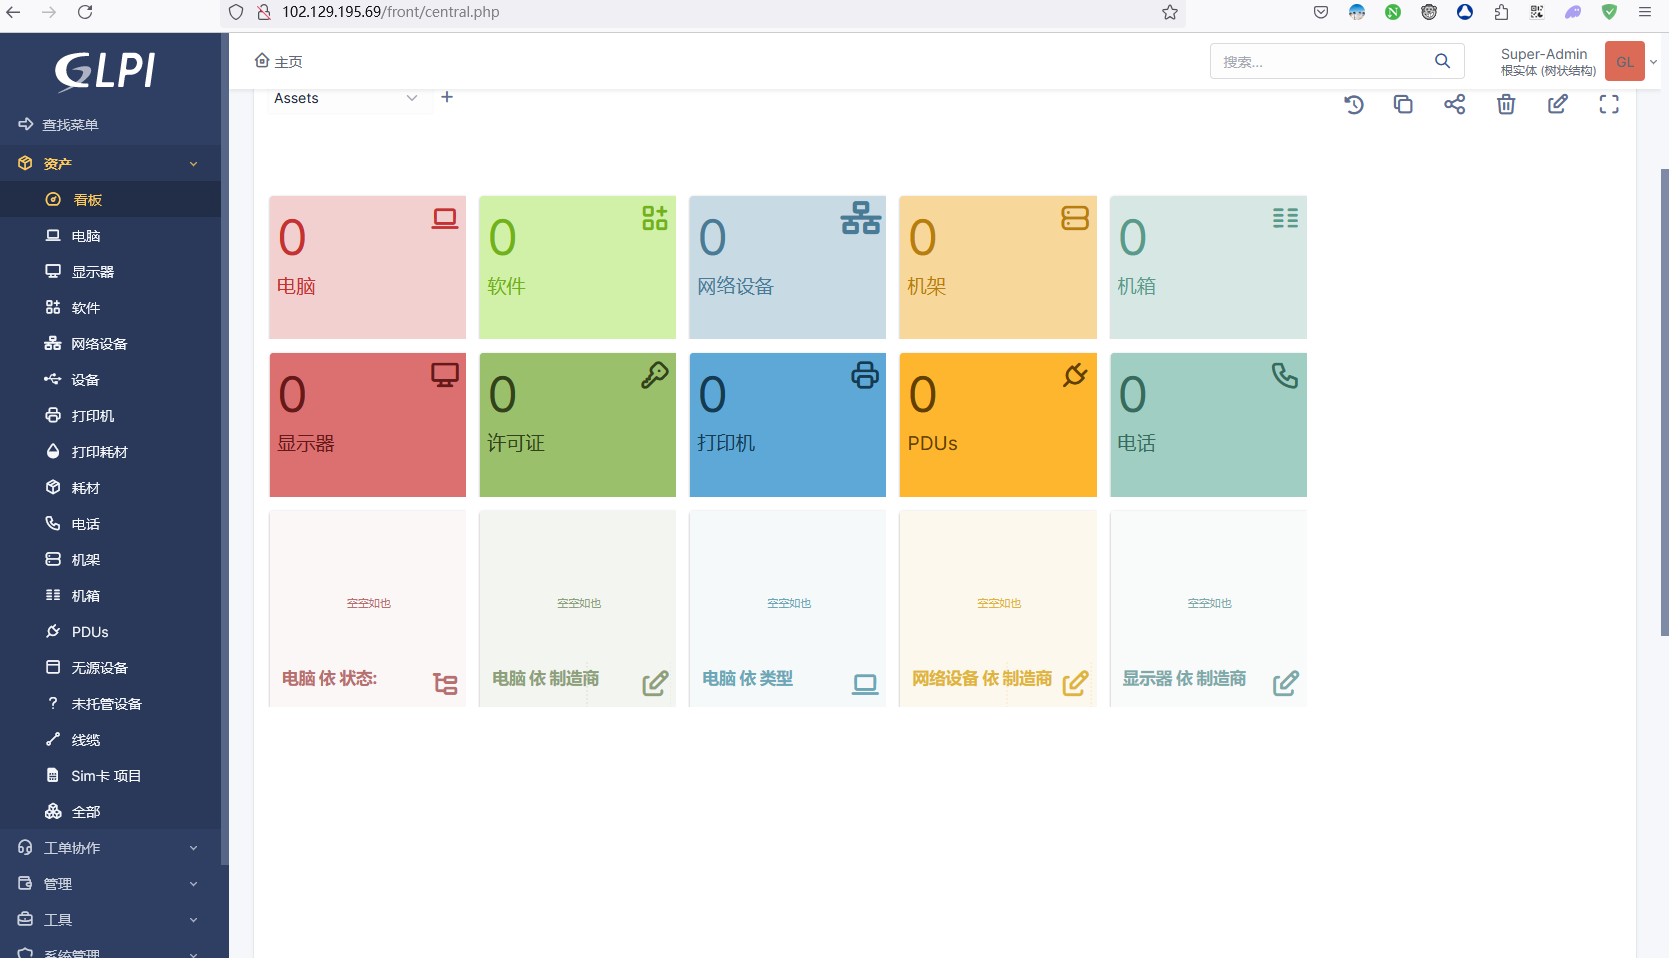 102.129.195.69/front/central.php
GLPI
主页
搜索...
Super-Admin
根实体 (树状结构)
GL
查找菜单
资产
看板
电脑
显示器
软件
网络设备
设备
打印机
打印耗材
耗材
电话
机架
机箱
PDUs
无源设备
未托管设备
线缆
Sim卡 项目
全部
工单协作
管理
工具
系统管理
Assets
0
电脑
0
软件
0
网络设备
0
机架
0
机箱
0
显示器
0
许可证
0
打印机
0
PDUs
0
电话
空空如也
电脑 依 状态:
空空如也
电脑 依 制造商
空空如也
电脑 依 类型
空空如也
网络设备 依 制造商
空空如也
显示器 依 制造商